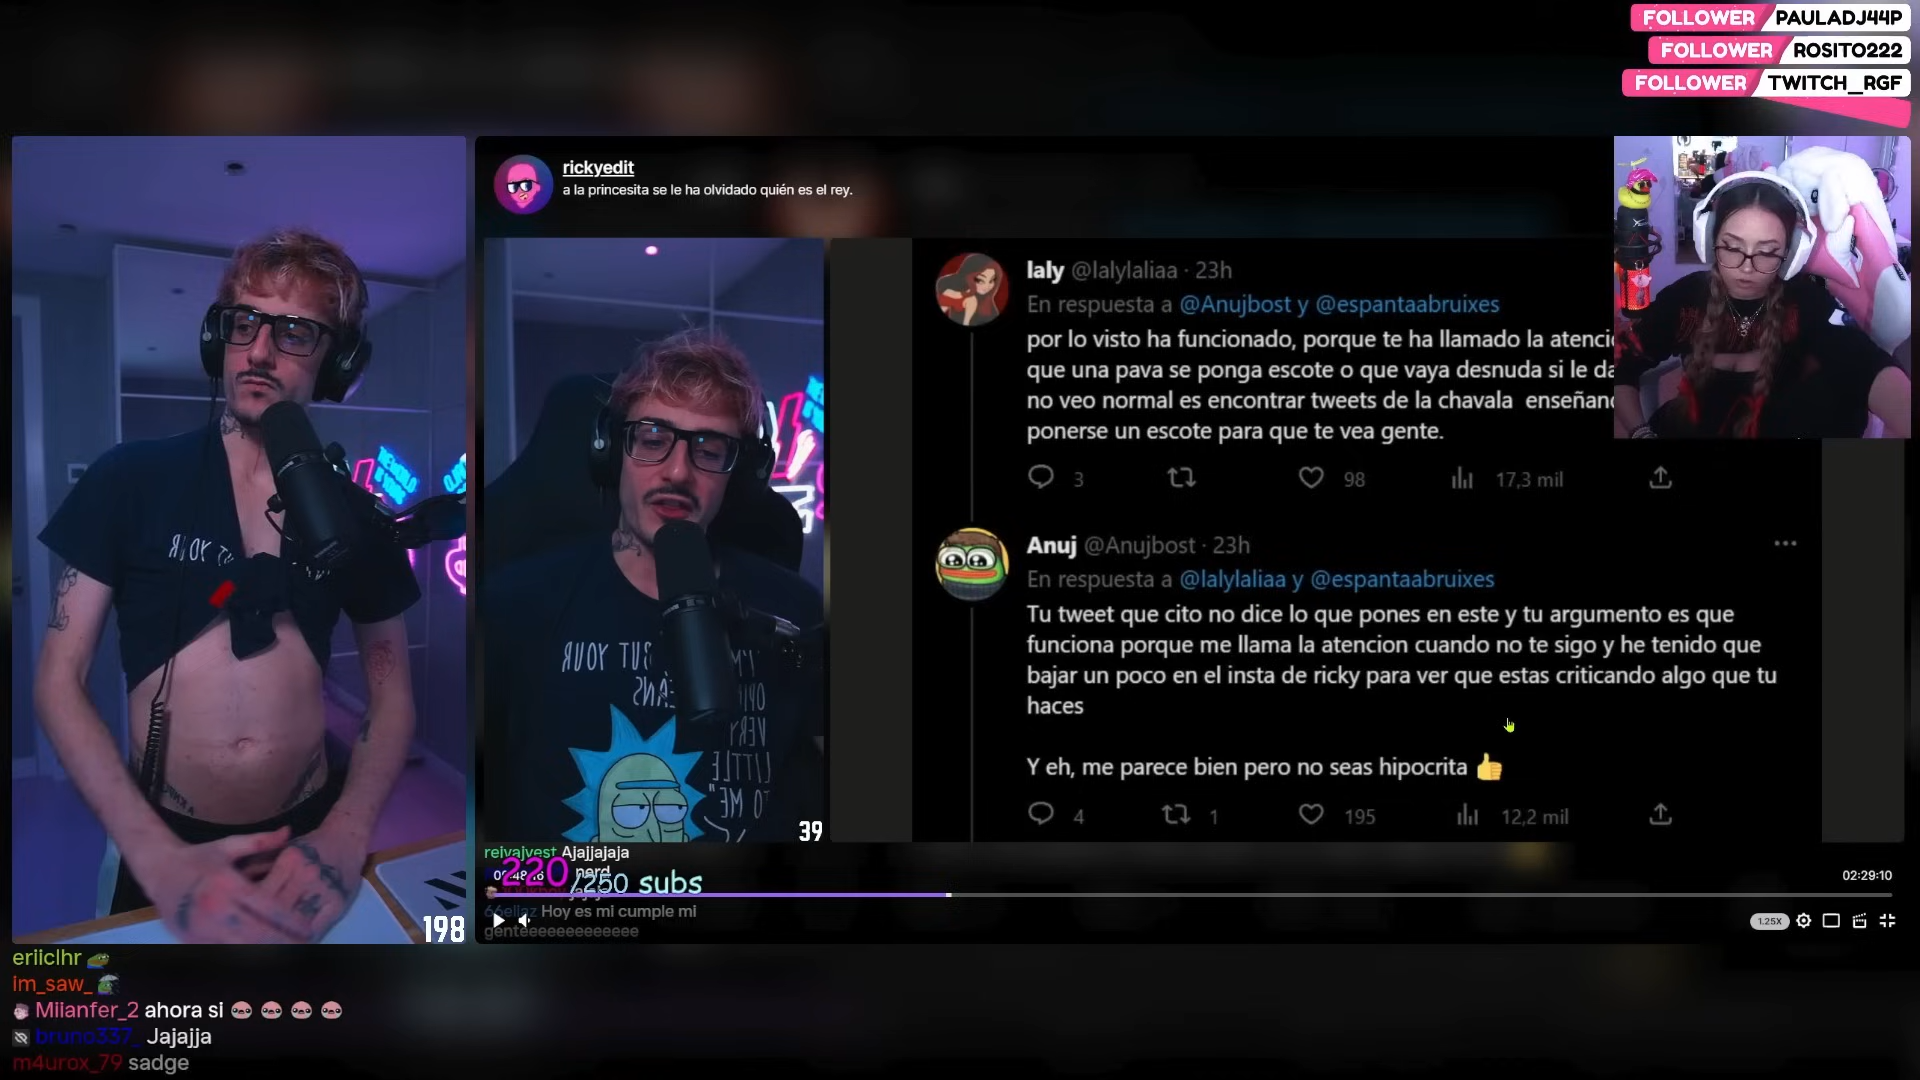 FOLLOWER PAULADJ44P
FOLLOWER ROSITO222
FOLLOWER TWITCH_RGF
rickyedit
a la princesita se le ha olvidado quién es el rey.
laly @lalylaliaa · 23h
En respuesta a @Anujbost y @espantaabruixes
por lo visto ha funcionado, porque te ha llamado la atenci
que una pava se ponga escote o que vaya desnuda si le da
no veo normal es encontrar tweets de la chavala enseñan
ponerse un escote para que te vea gente.
3 98 17,3 mil
Anuj @Anujbost · 23h
En respuesta a @lalylaliaa y @espantaabruixes
Tu tweet que cito no dice lo que pones en este y tu argumento es que
funciona porque me llama la atencion cuando no te sigo y he tenido que
bajar un poco en el insta de ricky para ver que estas criticando algo que tu
haces
Y eh, me parece bien pero no seas hipocrita 👍
4 1 195 12,2 mil
BUT YOUR
VERY
LITTLE
TO ME"
39
reivajvest Ajajjajaja
nerd
220/250 subs
02:29:10
66ellaz Hoy es mi cumple mi
genteeeeeeeeeeeee
1.25X
198
eriiclhr
im_saw_
Miianfer_2 ahora si
bruno337_ Jajajja
m4urox_79 sadge